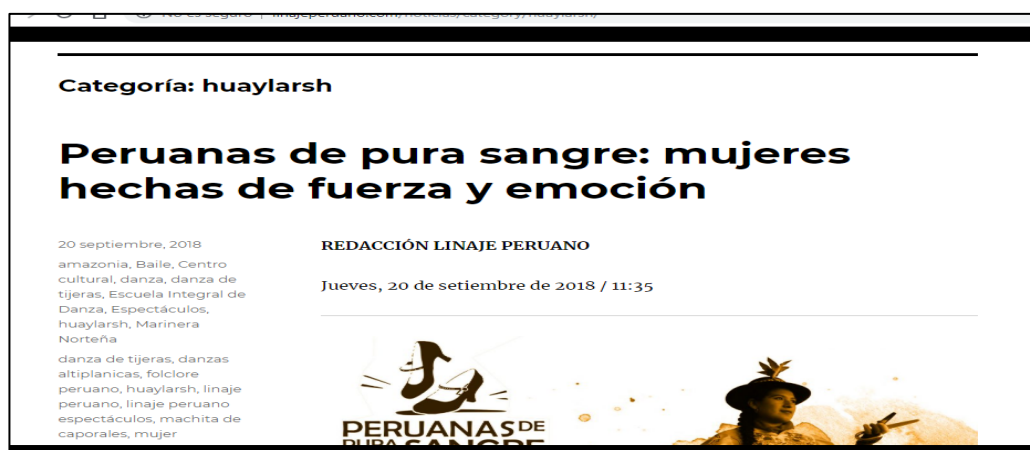 Categoría: huaylarsh
Peruanas de pura sangre: mujeres
hechas de fuerza y emoción
20 septiembre, 2018
amazonia, Baile, Centro
cultural, danza, danza de
tijeras, Escuela Integral de
Danza, Espectáculos,
huaylarsh, Marinera
Norteña
danza de tijeras, danzas
altiplanicas, folclore
peruano, huaylarsh, linaje
peruano, linaje peruano
espectáculos, machita de
caporales, mujer
REDACCIÓN LINAJE PERUANO
Jueves, 20 de setiembre de 2018 / 11:35
PERUANAS DE
PURA SANGRE